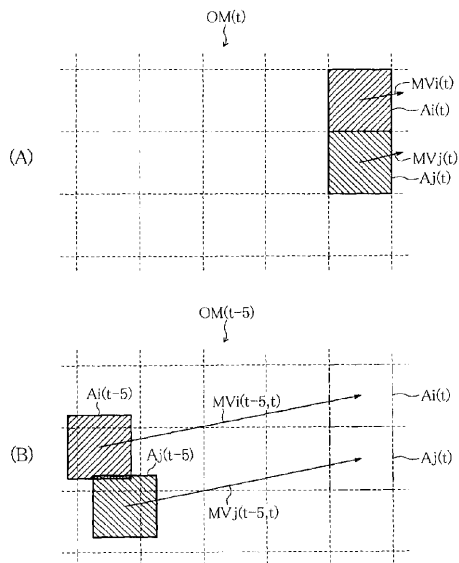 OM(t)
(A)
MVi(t)
Ai(t)
MVj(t)
Aj(t)
OM(t-5)
(B)
Ai(t-5)
MVi(t-5,t)
Ai(t)
Aj(t-5)
Aj(t)
MVj(t-5,t)